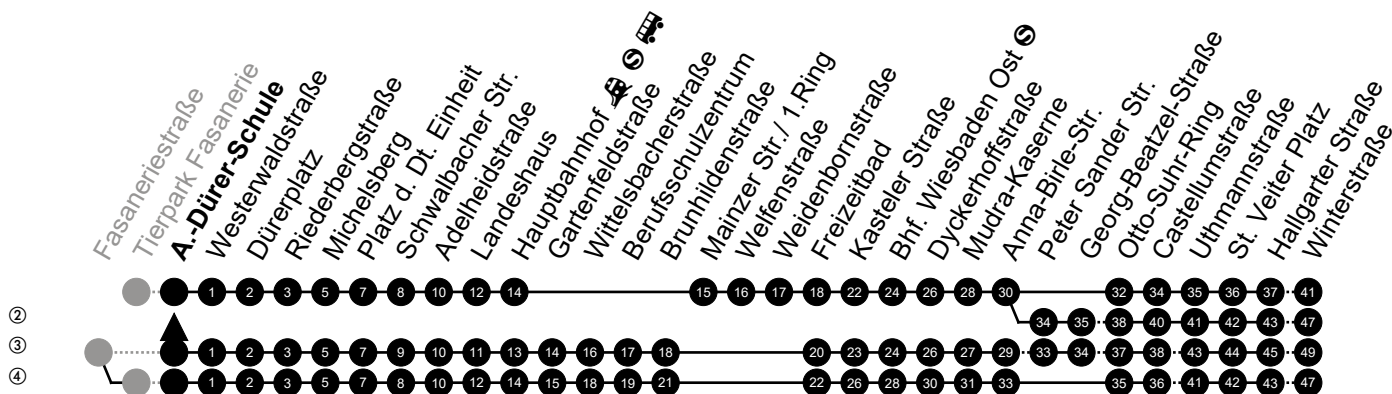 Fasaneriestraße
Tierpark Fasanerie
A.-Dürer-Schule
Westerwaldstraße
Dürerplatz
Riederbergstraße
Michelsberg
Platz d. Dt. Einheit
Schwalbacher Str.
Adelheidstraße
Landeshaus
Hauptbahnhof S
Gartenfeldstraße
Wittelsbacherstraße
Berufsschulzentrum
Brunhildenstraße
Mainzer Str./ 1.Ring
Welfenstraße
Weidenbornstraße
Freizeitbad
Kasteler Straße
Bhf. Wiesbaden Ost S
Dyckerhoffstraße
Mudra-Kaserne
Anna-Birle-Str.
Peter Sander Str.
Georg-Beatzel-Straße
Otto-Suhr-Ring
Castellumstraße
Uthmannstraße
St. Veiter Platz
Hallgarter Straße
Winterstraße
1 2 3 5 7 8 10 12 14 15 16 17 18 22 24 26 28 30 32 34 35 36 37 41
② 34 35 38 40 41 42 43 47
③ 1 2 3 5 7 9 10 11 13 14 16 17 18 20 23 24 26 27 29 33 34 37 38 43 44 45 49
④ 1 2 3 5 7 8 10 12 14 15 18 19 21 22 26 28 30 31 33 35 36 41 42 43 47